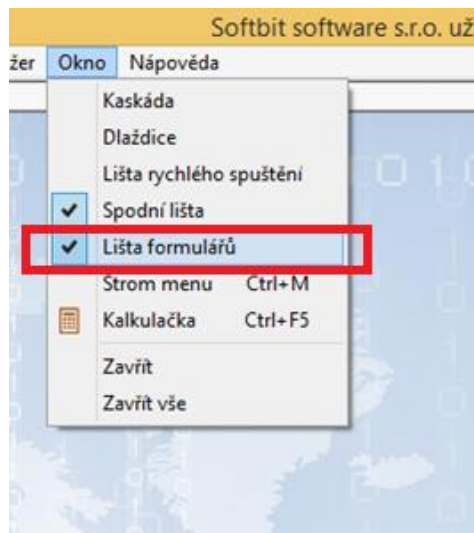 Softbit software s.r.o. už
žer Okno Nápověda
Kaskáda
Dlaždice
Lišta rychlého spuštění
Spodní lišta
Lišta formulářů
Strom menu Ctrl+M
Kalkulačka Ctrl+F5
Zavřít
Zavřít vše